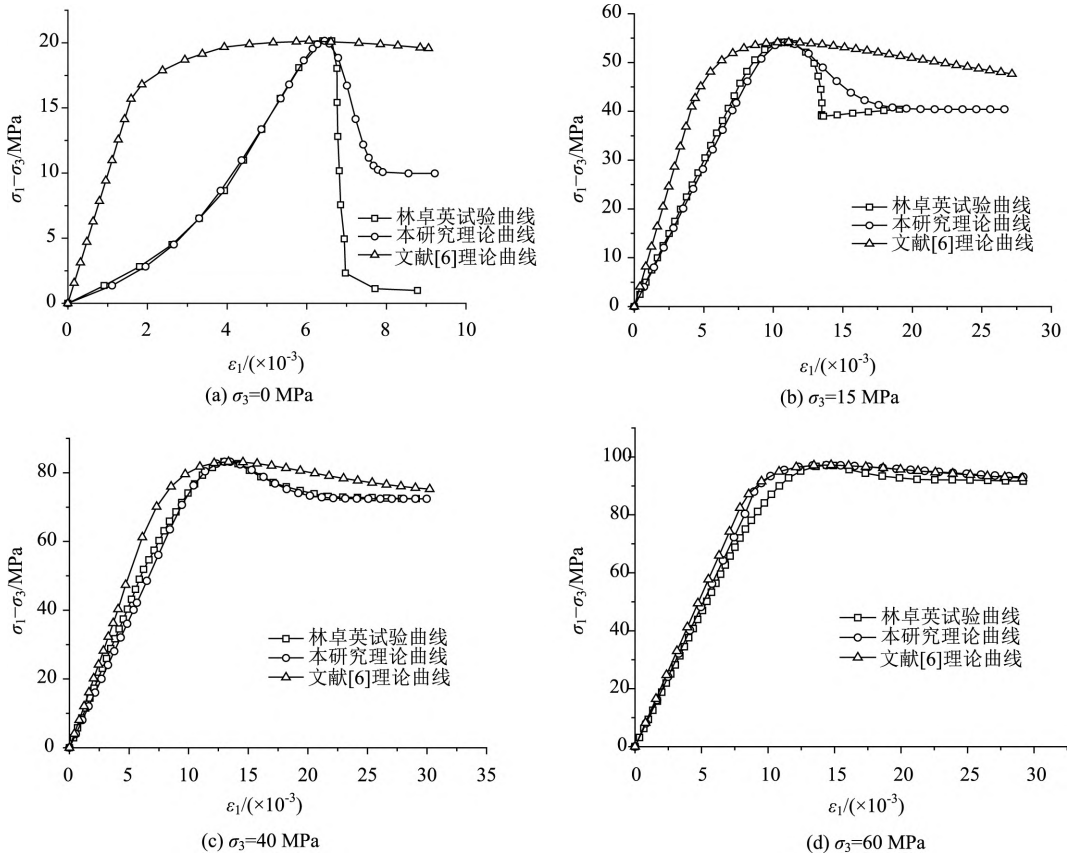 20
15
10
5
0
σ₁−σ₃/MPa
林卓英试验曲线
本研究理论曲线
文献[6]理论曲线
0 2 4 6 8 10
ε₁/(×10⁻³)
(a) σ₃=0 MPa
60
50
40
30
20
10
0
σ₁−σ₃/MPa
林卓英试验曲线
本研究理论曲线
文献[6]理论曲线
0 5 10 15 20 25 30
ε₁/(×10⁻³)
(b) σ₃=15 MPa
80
60
40
20
0
σ₁−σ₃/MPa
林卓英试验曲线
本研究理论曲线
文献[6]理论曲线
0 5 10 15 20 25 30 35
ε₁/(×10⁻³)
(c) σ₃=40 MPa
100
80
60
40
20
0
σ₁−σ₃/MPa
林卓英试验曲线
本研究理论曲线
文献[6]理论曲线
0 5 10 15 20 25 30
ε₁/(×10⁻³)
(d) σ₃=60 MPa